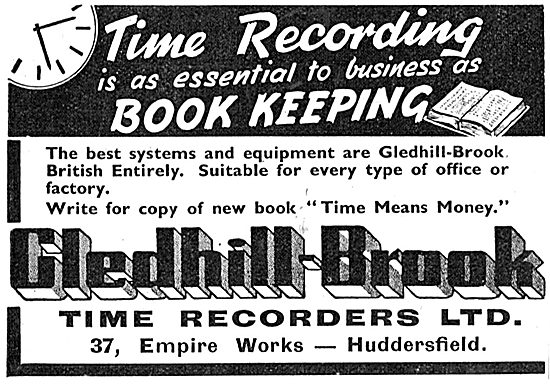 Time Recording
is as essential to business as
BOOK KEEPING
The best systems and equipment are Gledhill-Brook.
British Entirely. Suitable for every type of office or
factory.
Write for copy of new book "Time Means Money."
Gledhill-Brook
TIME RECORDERS LTD.
37, Empire Works — Huddersfield.